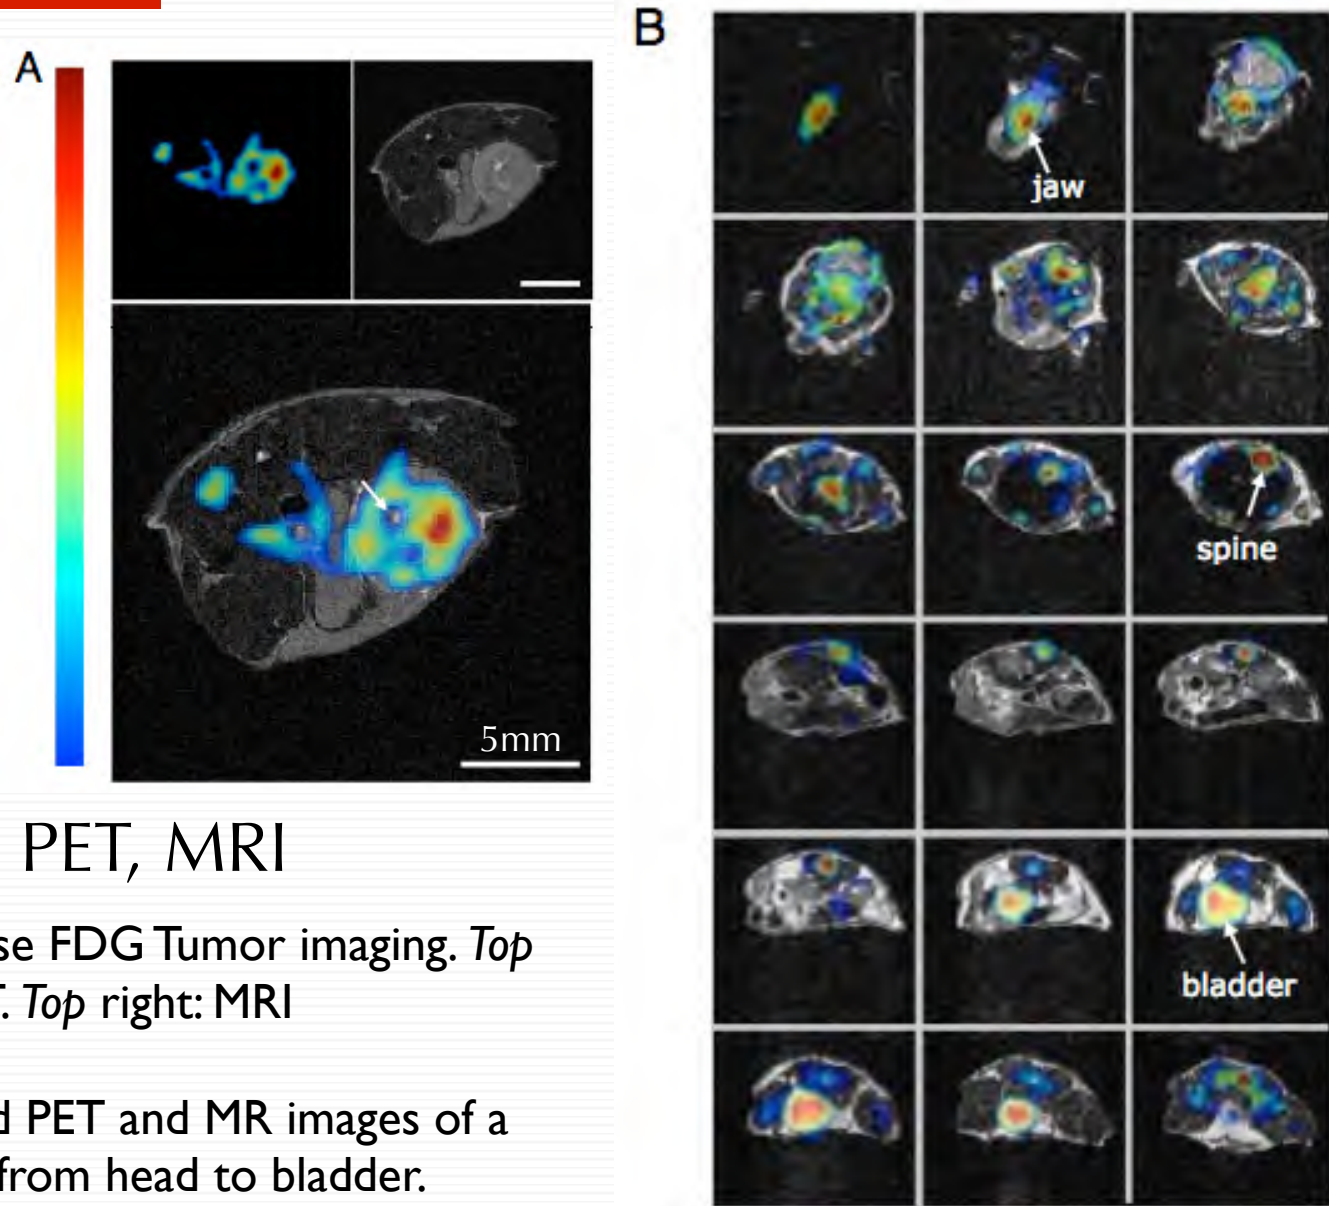 A
B
jaw
spine
5mm
bladder
PET, MRI
FDG Tumor imaging. Top
. Top right: MRI
PET and MR images of a
from head to bladder.